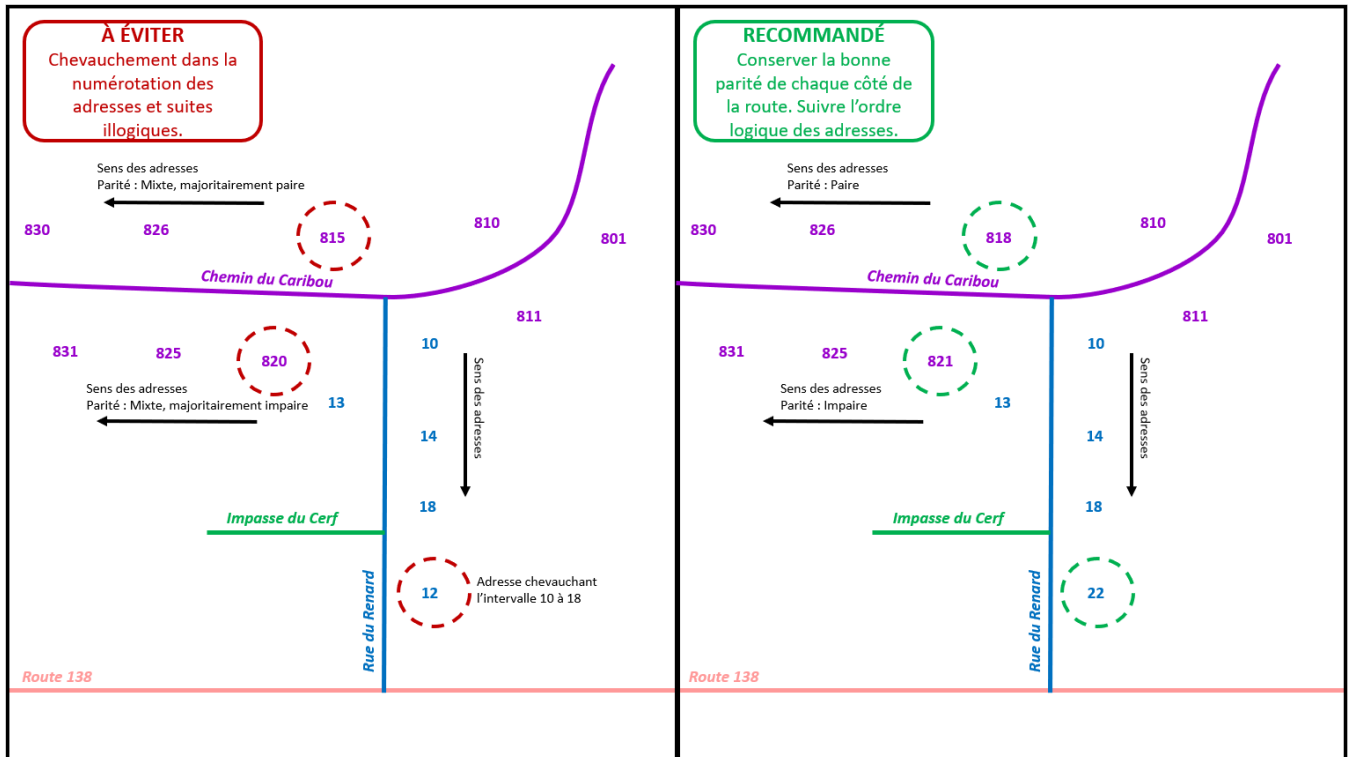 À ÉVITER
Chevauchement dans la
numérotation des
adresses et suites
illogiques.
Sens des adresses
Parité : Mixte, majoritairement paire
830
826
815
810
801
Chemin du Caribou
811
831
825
820
10
Sens des adresses
Parité : Mixte, majoritairement impaire
13
14
Sens des adresses
18
Impasse du Cerf
12
Adresse chevauchant
l'intervalle 10 à 18
Rue du Renard
Route 138
RECOMMANDÉ
Conserver la bonne
parité de chaque côté de
la route. Suivre l'ordre
logique des adresses.
Sens des adresses
Parité : Paire
830
826
818
810
801
Chemin du Caribou
811
831
825
821
10
Sens des adresses
Parité : Impaire
13
14
Sens des adresses
18
Impasse du Cerf
22
Rue du Renard
Route 138